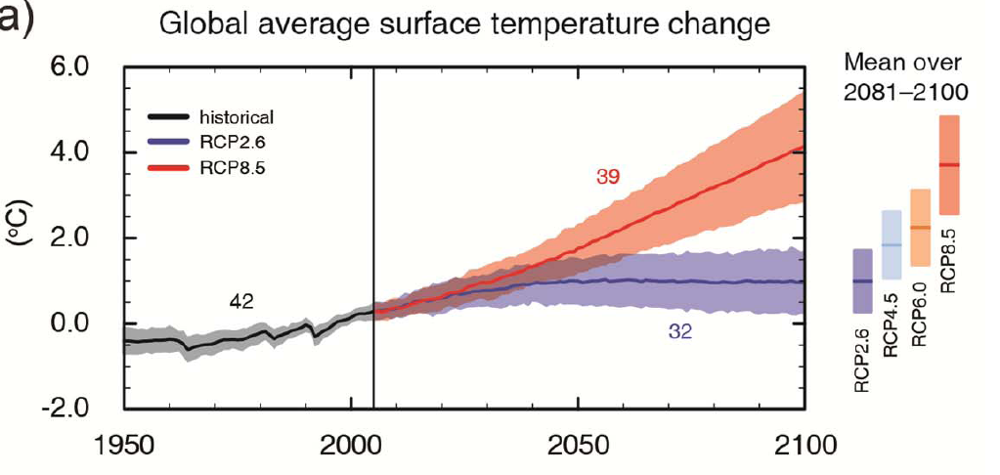 a)
Global average surface temperature change
Mean over
2081–2100
6.0
4.0
2.0
0.0
-2.0
(°C)
historical
RCP2.6
RCP8.5
39
42
32
1950
2000
2050
2100
RCP2.6
RCP4.5
RCP6.0
RCP8.5